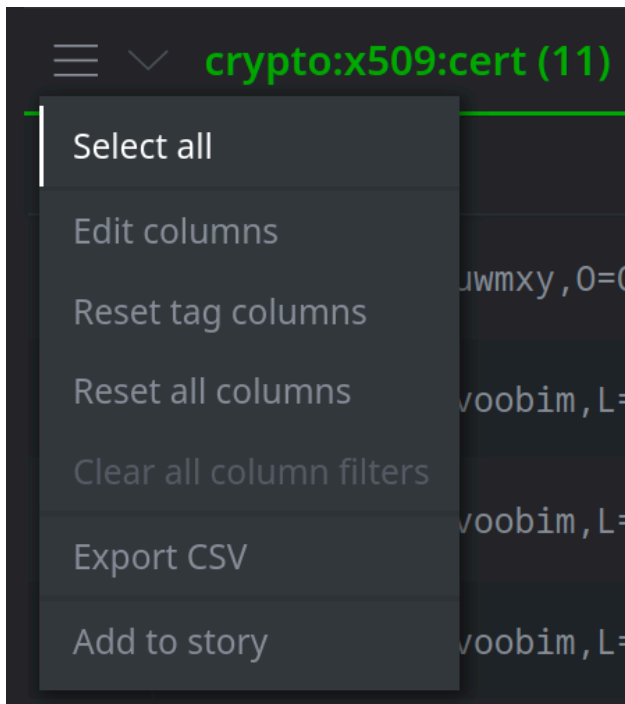 crypto:x509:cert (11)
Select all
Edit columns
uwmxy,O=
Reset tag columns
Reset all columns
voobim,L=
Clear all column filters
voobim,L=
Export CSV
Add to story
voobim,L=